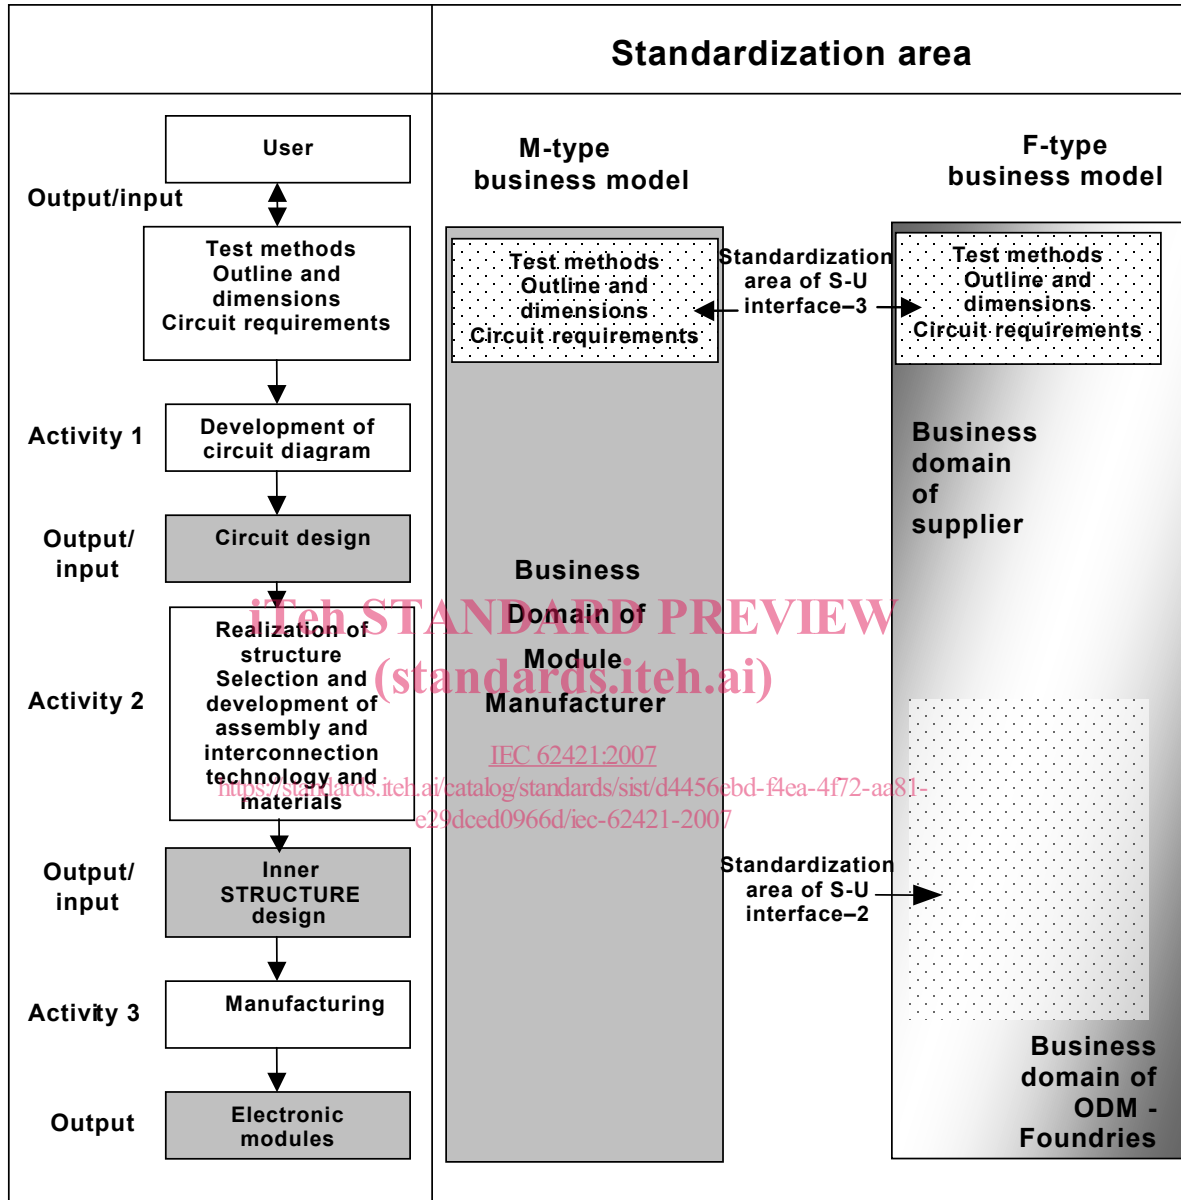 Standardization area
User
Output/input
Test methods
Outline and
dimensions
Circuit requirements
Activity 1
Development of
circuit diagram
Output/
input
Circuit design
Activity 2
Realization of
structure
Selection and
development of
assembly and
interconnection
technology and
materials
Output/
input
Inner
STRUCTURE
design
Activity 3
Manufacturing
Output
Electronic
modules
M-type
business model
Test methods
Outline and
dimensions
Circuit requirements
Business
Domain of
Module
Manufacturer
Standardization
area of S-U
interface–3
Standardization
area of S-U
interface–2
F-type
business model
Test methods
Outline and
dimensions
Circuit requirements
Business
domain
of
supplier
Business
domain of
ODM -
Foundries
iTeh STANDARD PREVIEW
(standards.iteh.ai)
IEC 62421:2007
https://standards.iteh.ai/catalog/standards/sist/d4456ebd-f4ea-4f72-aa81-
e29dced0966d/iec-62421-2007